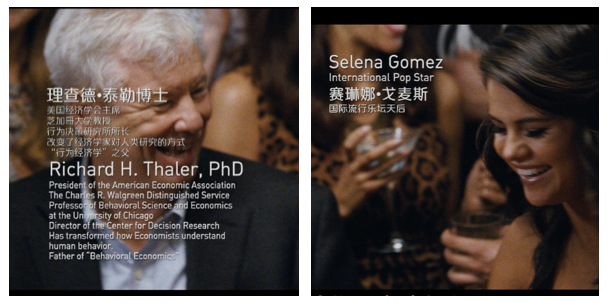 理查德•泰勒博士
美国经济学会主席
芝加哥大学教授
行为决策研究所所长
改变了经济学家对人类研究的方式
“行为经济学”之父
Richard H. Thaler, PhD
President of the American Economic Association
The Charles R. Walgreen Distinguished Service
Professor of Behavioral Science and Economics
at the University of Chicago
Director of the Center for Decision Research
Has transformed how Economists understand
human behavior.
Father of "Behavioral Economics"
Selena Gomez
International Pop Star
赛琳娜•戈麦斯
国际流行乐坛天后